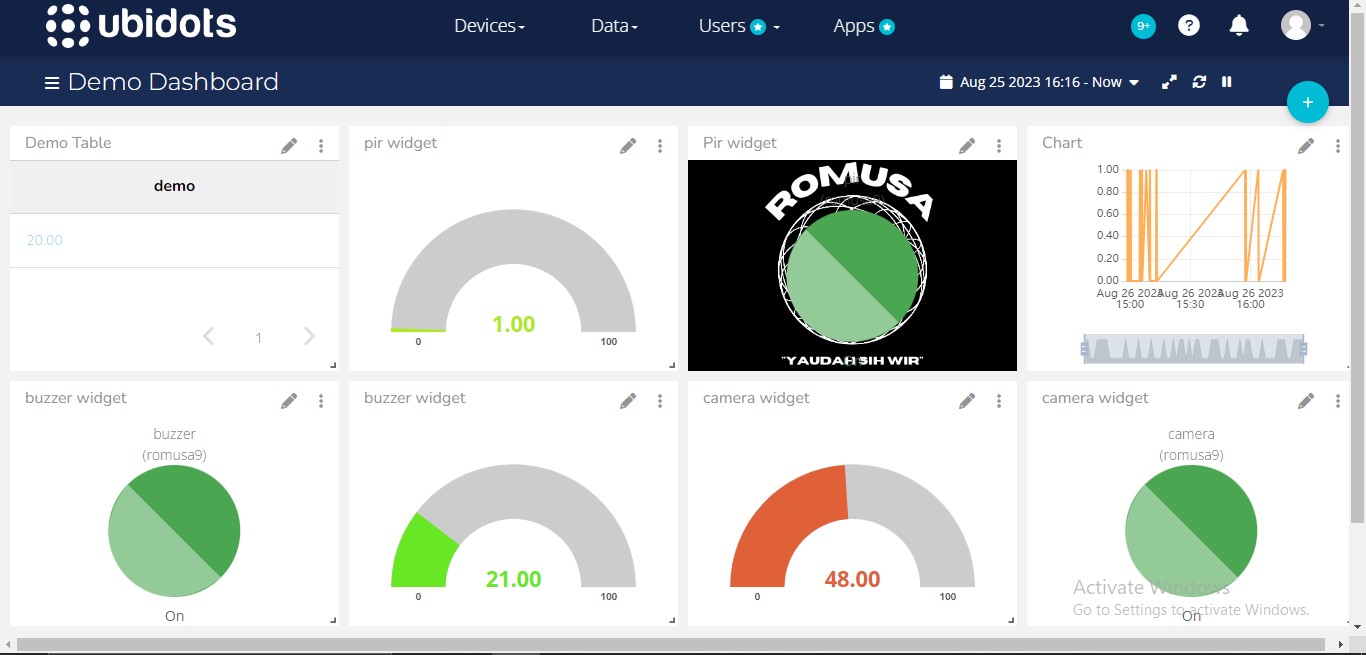 ubidots
Devices
Data
Users
Apps
9+
?
Demo Dashboard
Aug 25 2023 16:16 - Now
+
Demo Table
demo
20.00
1
pir widget
1.00
0
100
Pir widget
ROMUSA
"YAUDAH SIH WIR"
Chart
1.00
0.80
0.60
0.40
0.20
0.00
Aug 26 2023
15:00
Aug 26 2023
15:30
Aug 26 2023
16:00
buzzer widget
buzzer
(romusa9)
On
buzzer widget
21.00
0
100
camera widget
48.00
0
100
camera widget
camera
(romusa9)
On
Activate Windows
Go to Settings to activate Windows.